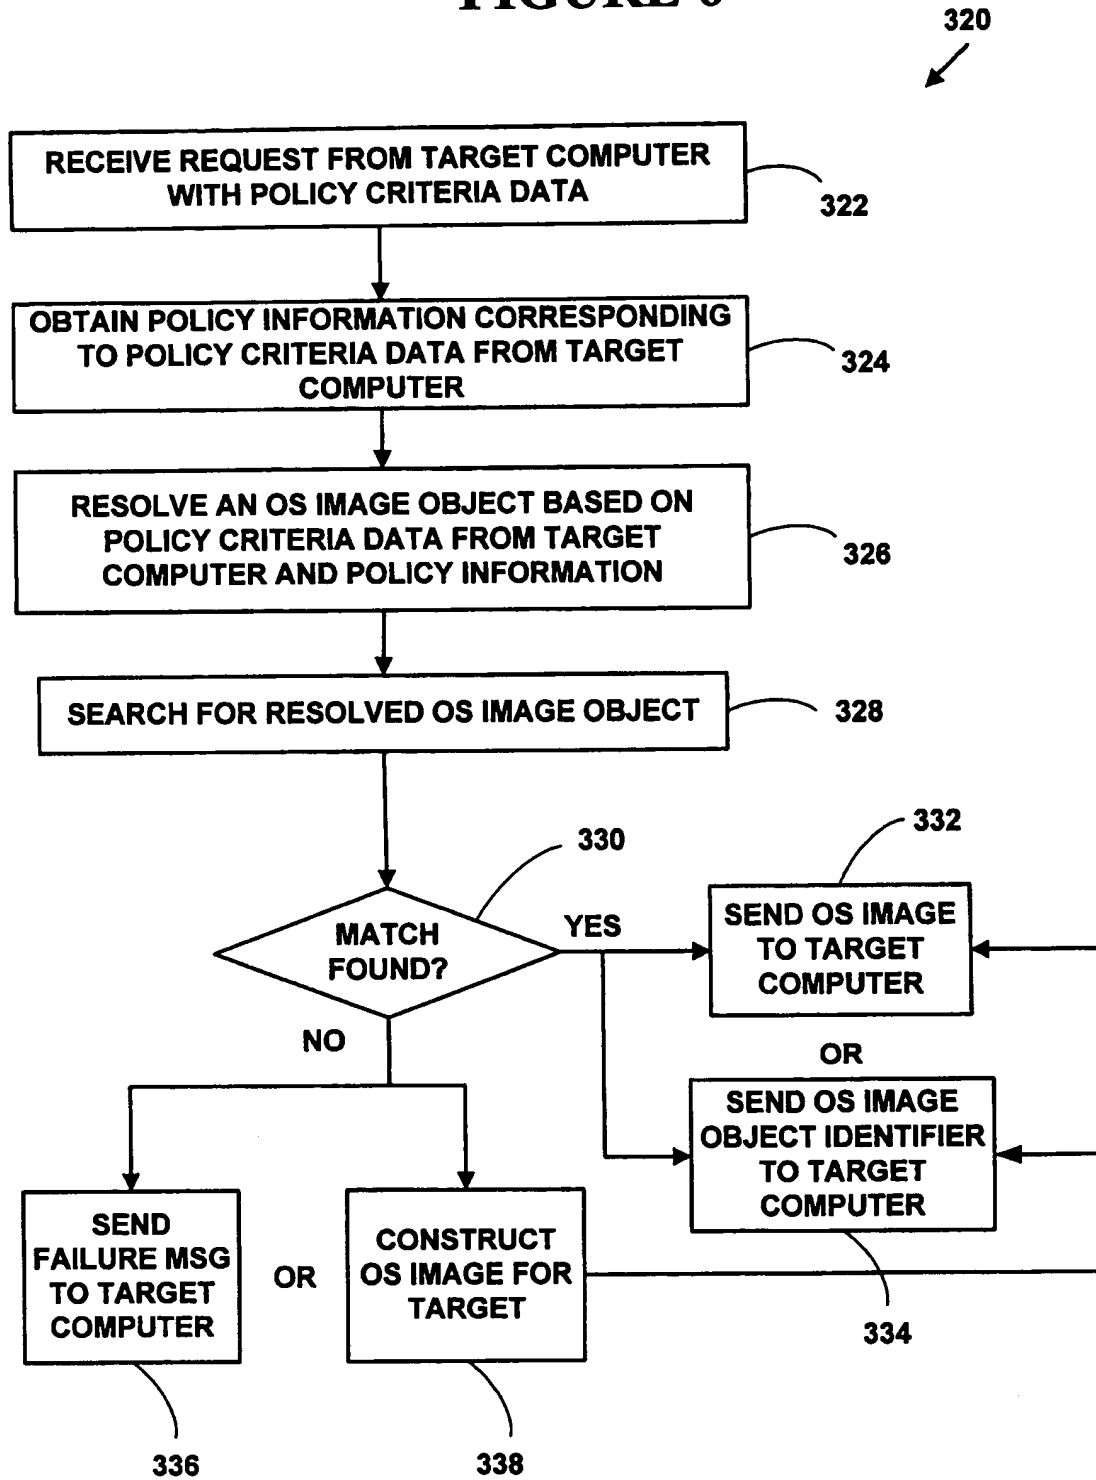 320
RECEIVE REQUEST FROM TARGET COMPUTER
WITH POLICY CRITERIA DATA
322
OBTAIN POLICY INFORMATION CORRESPONDING
TO POLICY CRITERIA DATA FROM TARGET
COMPUTER
324
RESOLVE AN OS IMAGE OBJECT BASED ON
POLICY CRITERIA DATA FROM TARGET
COMPUTER AND POLICY INFORMATION
326
SEARCH FOR RESOLVED OS IMAGE OBJECT
328
330
MATCH
FOUND?
YES
332
SEND OS IMAGE
TO TARGET
COMPUTER
OR
NO
SEND OS IMAGE
OBJECT IDENTIFIER
TO TARGET
COMPUTER
334
SEND
FAILURE MSG
TO TARGET
COMPUTER
OR
CONSTRUCT
OS IMAGE FOR
TARGET
336
338